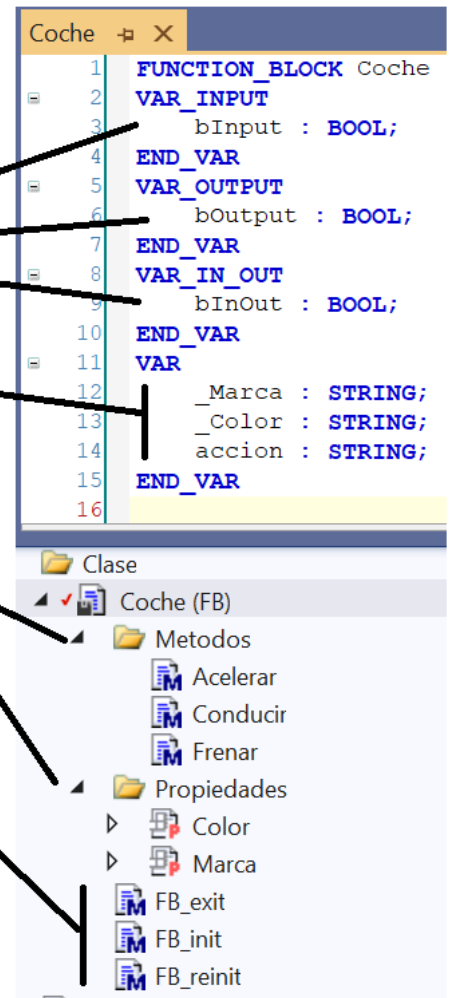 Coche
1 FUNCTION_BLOCK Coche
2 VAR_INPUT
3 bInput : BOOL;
4 END_VAR
5 VAR_OUTPUT
6 bOutput : BOOL;
7 END_VAR
8 VAR_IN_OUT
9 bInOut : BOOL;
10 END_VAR
11 VAR
12 _Marca : STRING;
13 _Color : STRING;
14 accion : STRING;
15 END_VAR
16
Clase
Coche (FB)
Metodos
M Acelerar
M Conducir
M Frenar
Propiedades
P Color
P Marca
M FB_exit
M FB_init
M FB_reinit